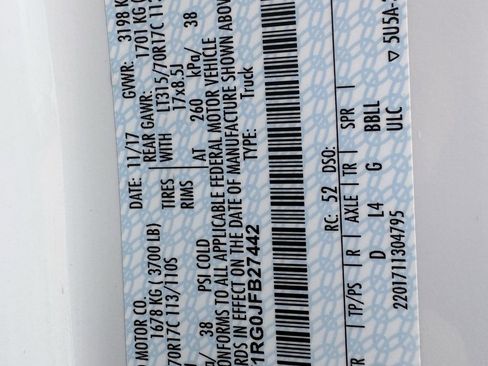 DATE: 11/17 GVWR: 3198 K
D MOTOR CO. REAR GAWR: 1701 KG (
1678 KG ( 3700 LB) WITH LT315/70R17C 113
70R17C 113/110S TIRES 17x8.5J
RIMS
/ 38 PSI COLD AT 260 kPa/ 38
ONFORMS TO ALL APPLICABLE FEDERAL MOTOR VEHICLE
RDS IN EFFECT ON THE DATE OF MANUFACTURE SHOWN ABOVE
1RG0JFB27442 TYPE: Truck
RC: 52 DSO:
TR TP/PS R AXLE TR SPR
D L4 G BBLL
2201711304795 ULC
▽ 5U5A-